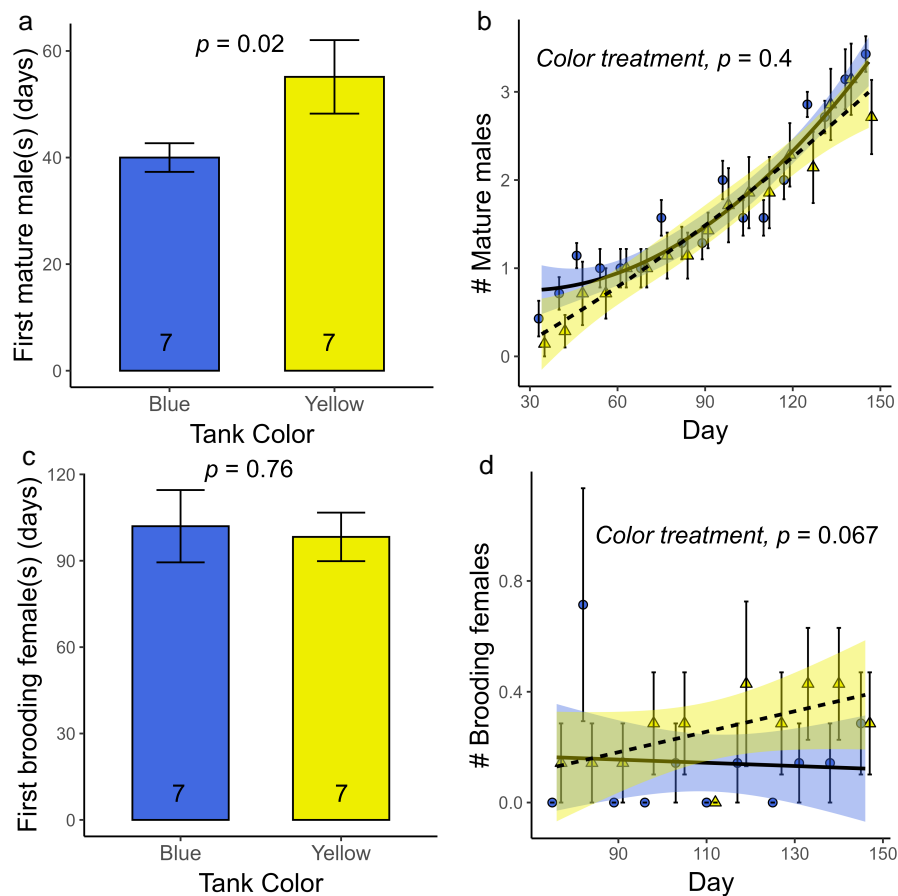 a
First mature male(s) (days)
60
40
20
0
p = 0.02
7
7
Blue
Yellow
Tank Color
b
# Mature males
3
2
1
0
Color treatment, p = 0.4
30
60
90
120
150
Day
c
First brooding female(s) (days)
120
90
60
30
0
p = 0.76
7
7
Blue
Yellow
Tank Color
d
# Brooding females
0.8
0.4
0.0
Color treatment, p = 0.067
90
110
130
150
Day